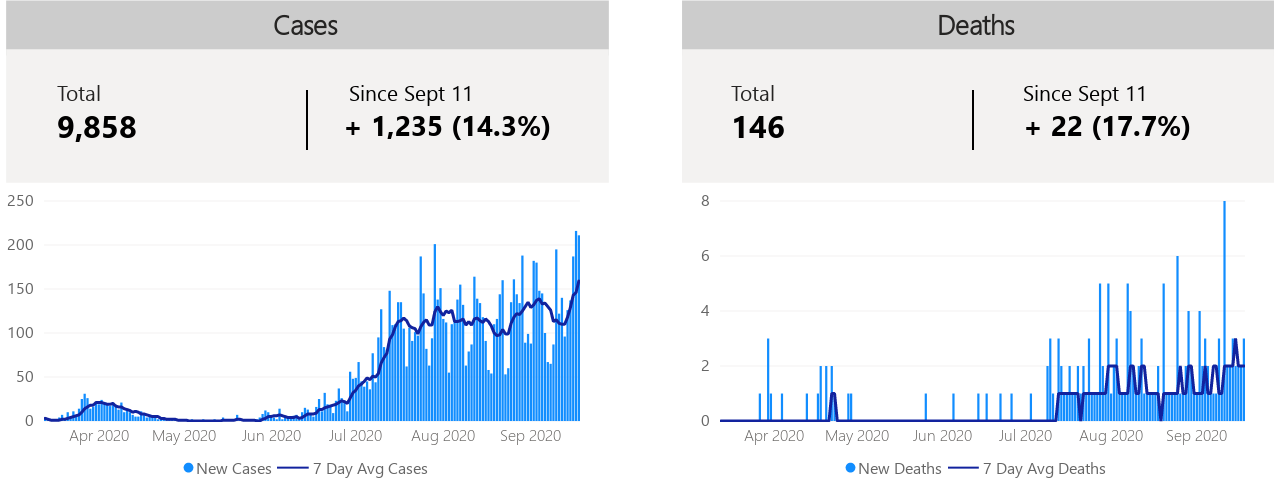 Cases
Total
Since Sept 11
9,858
+ 1,235 (14.3%)
250
200
150
100
50
0
Apr 2020 May 2020 Jun 2020 Jul 2020 Aug 2020 Sep 2020
New Cases 7 Day Avg Cases
Deaths
Total
Since Sept 11
146
+ 22 (17.7%)
8
6
4
2
0
Apr 2020 May 2020 Jun 2020 Jul 2020 Aug 2020 Sep 2020
New Deaths 7 Day Avg Deaths